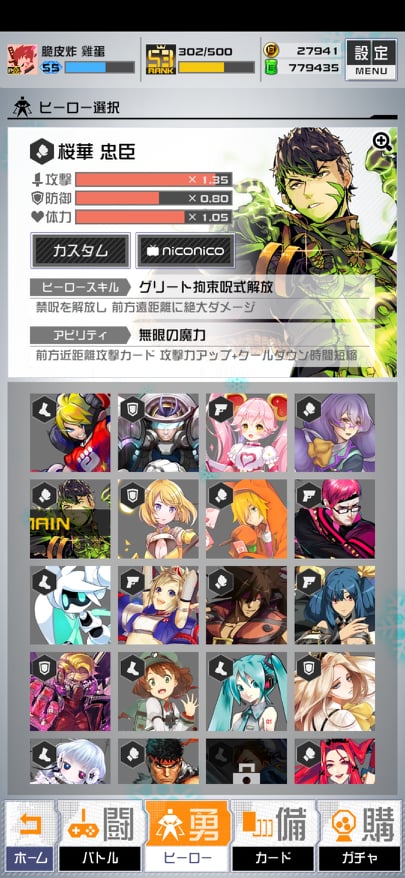 脆皮炸 雞蛋
55
53
RANK
302/500
G 27941
779435
設定
MENU
ヒーロー選択
桜華 忠臣
攻撃 × 1.35
防御 × 0.80
体力 × 1.05
カスタム
niconico
ヒーロースキル グリート拘束呪式解放
禁呪を解放し 前方遠距離に絶大ダメージ
アビリティ 無眼の魔力
前方近距離攻撃カード 攻撃力アップ+クールダウン時間短縮
MAIN
01
闘 勇 備 購
ホーム バトル ヒーロー カード ガチャ